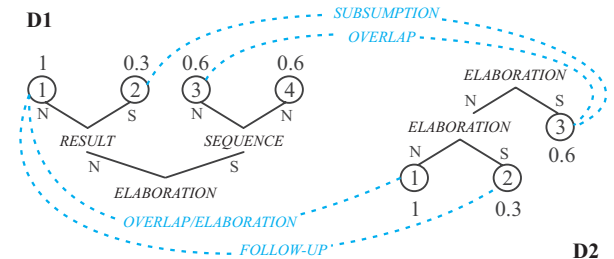 SUBSUMPTION
D1
OVERLAP
1 0.3 0.6 0.6
ELABORATION
1 2 3 4
N S
N S N N
3
RESULT SEQUENCE
ELABORATION
0.6
N S
N S
ELABORATION
1 2
OVERLAP/ELABORATION
1 0.3
FOLLOW-UP
D2